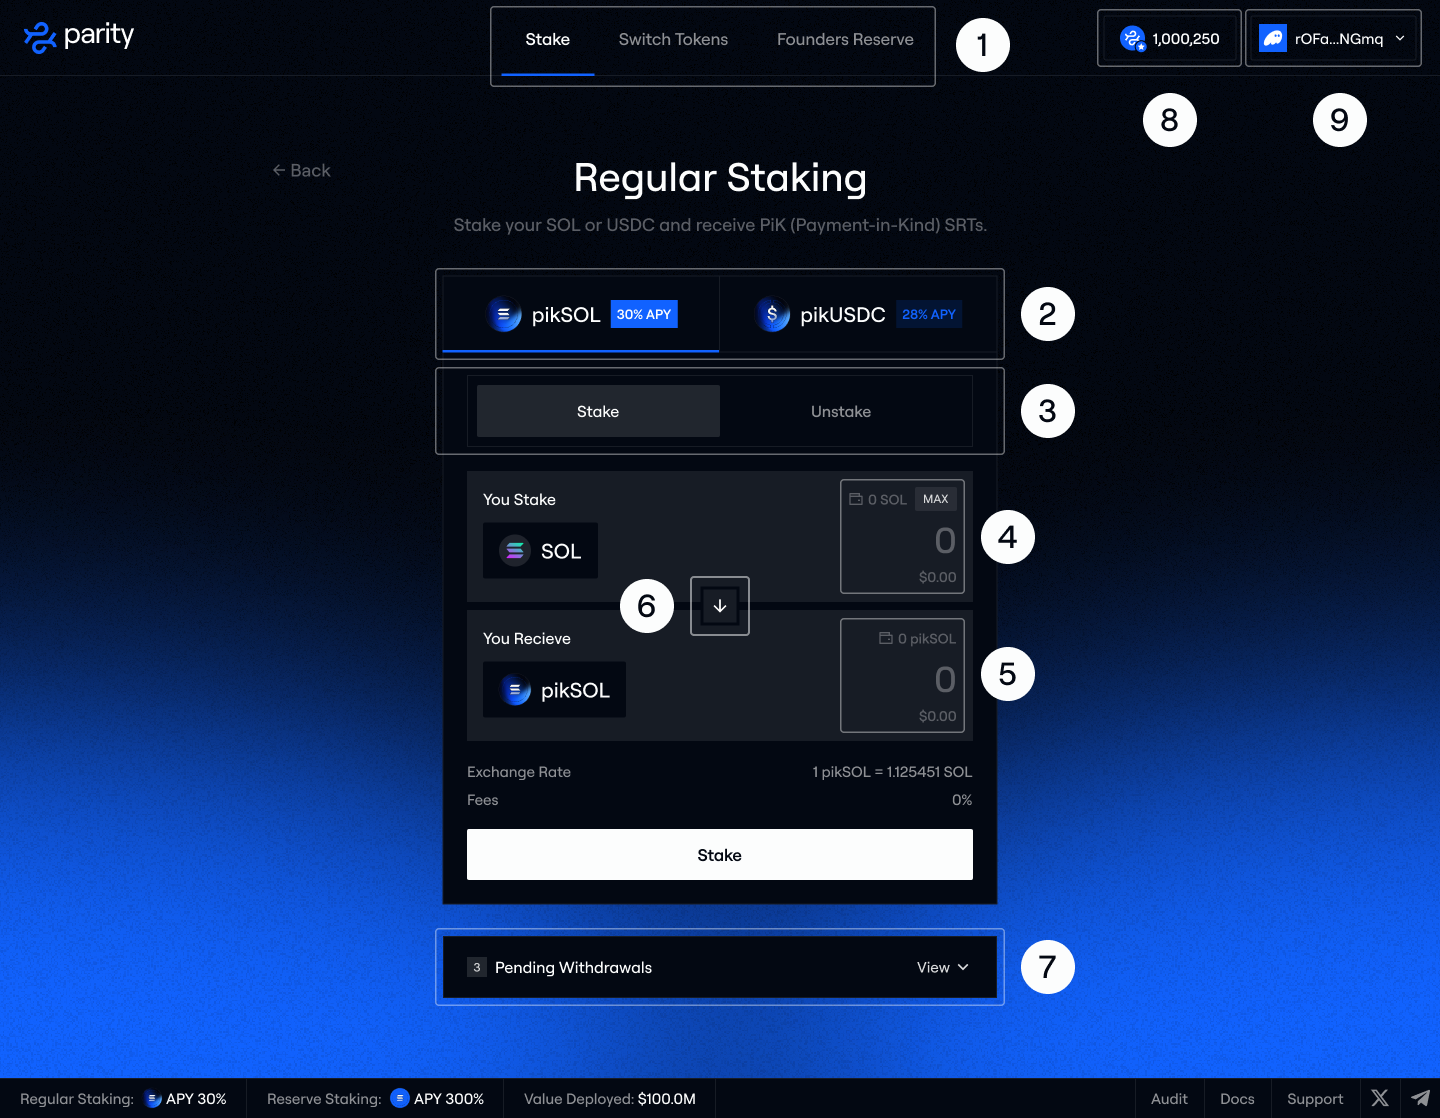 parity
Stake Switch Tokens Founders Reserve 1
1,000,250 rOFa...NGmq
8 9
← Back
Regular Staking
Stake your SOL or USDC and receive PiK (Payment-in-Kind) SRTs.
pikSOL 30% APY $ pikUSDC 28% APY 2
Stake Unstake 3
You Stake 0 SOL MAX
SOL 0 4
$0.00
6 ↓
You Recieve 0 pikSOL
pikSOL 0 5
$0.00
Exchange Rate 1 pikSOL = 1.125451 SOL
Fees 0%
Stake
3 Pending Withdrawals View 7
Regular Staking: APY 30% Reserve Staking: APY 300% Value Deployed: $100.0M Audit Docs Support X